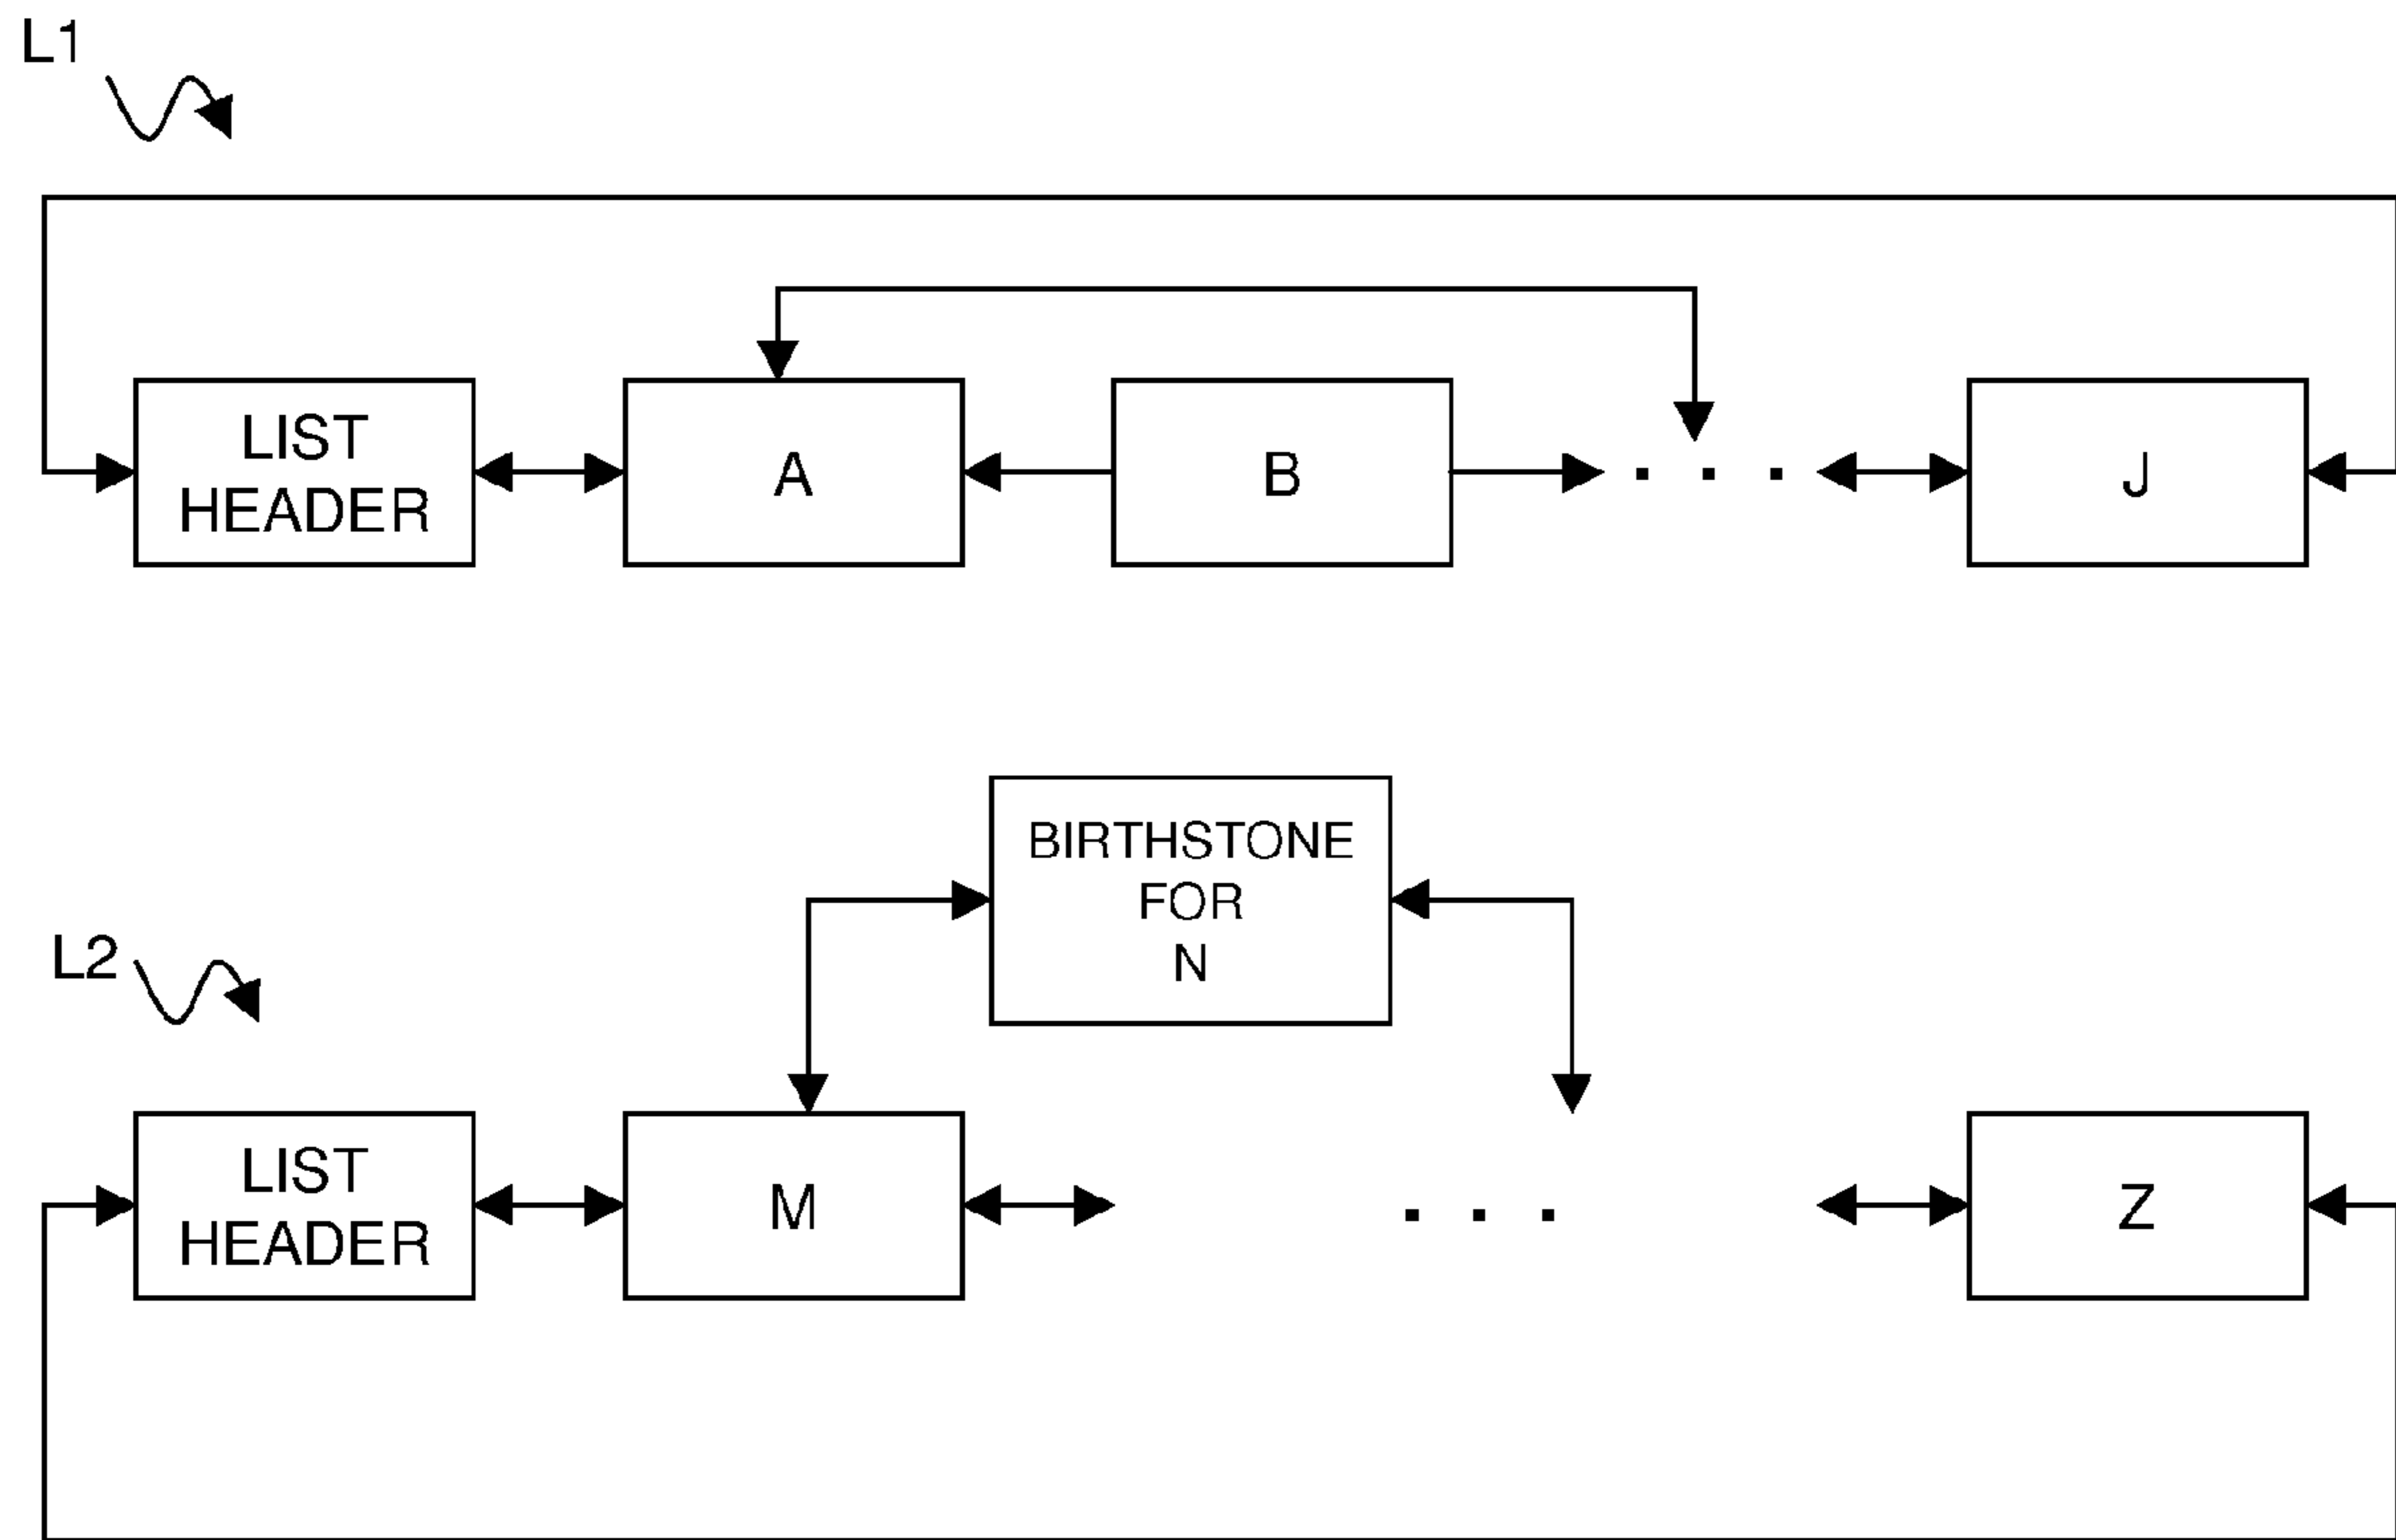 L1
LIST
HEADER
A
B
. . .
J
BIRTHSTONE
FOR
N
L2
LIST
HEADER
M
. . .
Z